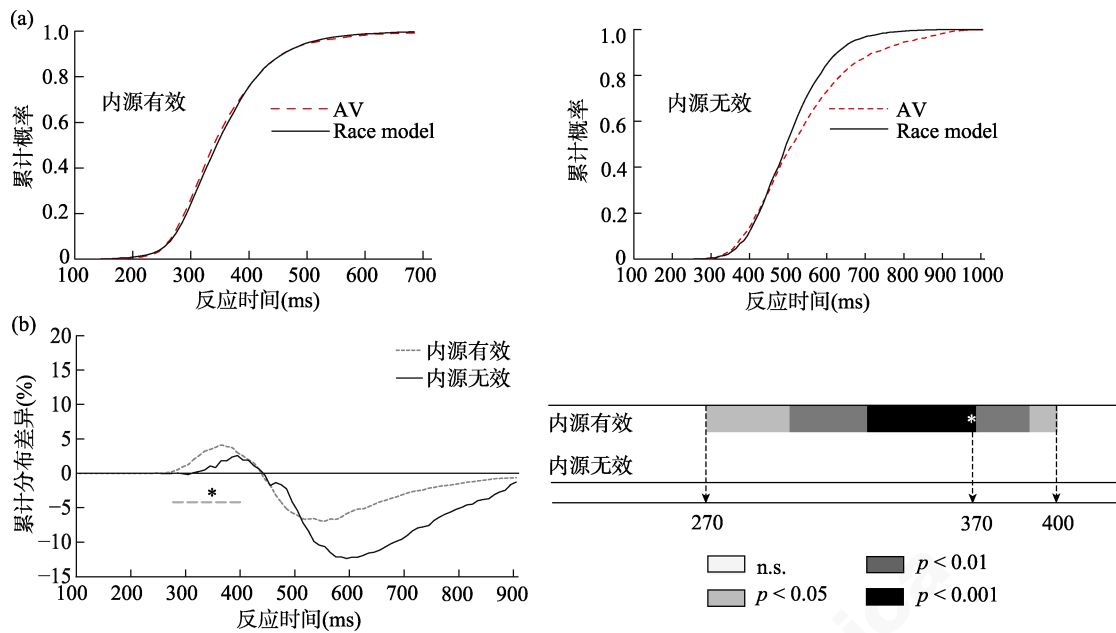 (a)
1.0
0.8
0.6
0.4
0.2
0
累计概率
内源有效
AV
Race model
100 200 300 400 500 600 700
反应时间(ms)
1.0
0.8
0.6
0.4
0.2
0
累计概率
内源无效
AV
Race model
100 200 300 400 500 600 700 800 900 1000
反应时间(ms)
(b)
20
15
10
5
0
−5
−10
−15
累计分布差异(%)
内源有效
内源无效
*
100 200 300 400 500 600 700 800 900
反应时间(ms)
内源有效
*
内源无效
270 370 400
n.s.
p < 0.01
p < 0.05
p < 0.001